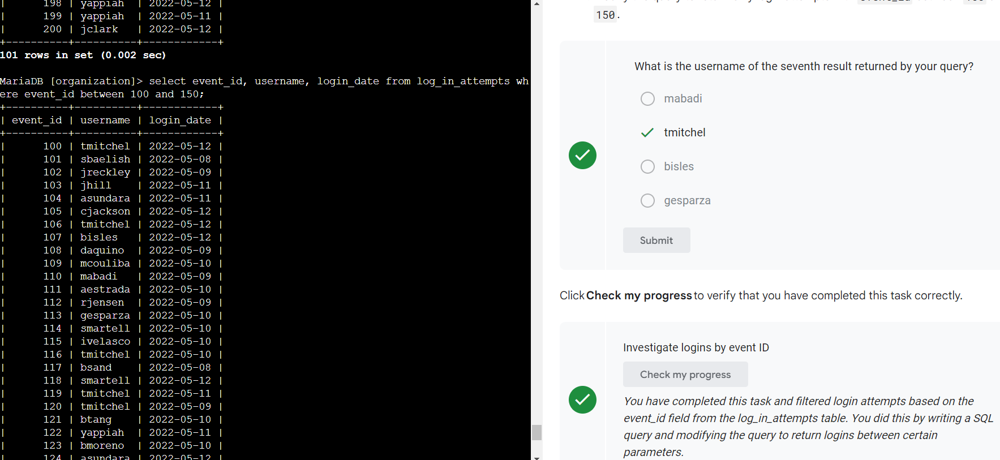 | 198 | yappiah | 2022-05-12 |
| 199 | yappiah | 2022-05-11 |
| 200 | jclark | 2022-05-12 |
+----------+----------+------------+
101 rows in set (0.002 sec)
MariaDB [organization]> select event_id, username, login_date from log_in_attempts wh
ere event_id between 100 and 150;
+----------+----------+------------+
| event_id | username | login_date |
+----------+----------+------------+
| 100 | tmitchel | 2022-05-12 |
| 101 | sbaelish | 2022-05-08 |
| 102 | jreckley | 2022-05-09 |
| 103 | jhill | 2022-05-11 |
| 104 | asundara | 2022-05-11 |
| 105 | cjackson | 2022-05-12 |
| 106 | tmitchel | 2022-05-12 |
| 107 | bisles | 2022-05-12 |
| 108 | daquino | 2022-05-09 |
| 109 | mcouliba | 2022-05-10 |
| 110 | mabadi | 2022-05-09 |
| 111 | aestrada | 2022-05-10 |
| 112 | rjensen | 2022-05-09 |
| 113 | gesparza | 2022-05-10 |
| 114 | smartell | 2022-05-10 |
| 115 | ivelasco | 2022-05-10 |
| 116 | tmitchel | 2022-05-10 |
| 117 | bsand | 2022-05-08 |
| 118 | smartell | 2022-05-12 |
| 119 | tmitchel | 2022-05-11 |
| 120 | tmitchel | 2022-05-09 |
| 121 | btang | 2022-05-10 |
| 122 | yappiah | 2022-05-11 |
| 123 | bmoreno | 2022-05-10 |
| 124 | asundara | 2022-05-12 |
150.
What is the username of the seventh result returned by your query?
mabadi
tmitchel
bisles
gesparza
Submit
Click Check my progress to verify that you have completed this task correctly.
Investigate logins by event ID
Check my progress
You have completed this task and filtered login attempts based on the
event_id field from the log_in_attempts table. You did this by writing a SQL
query and modifying the query to return logins between certain
parameters.